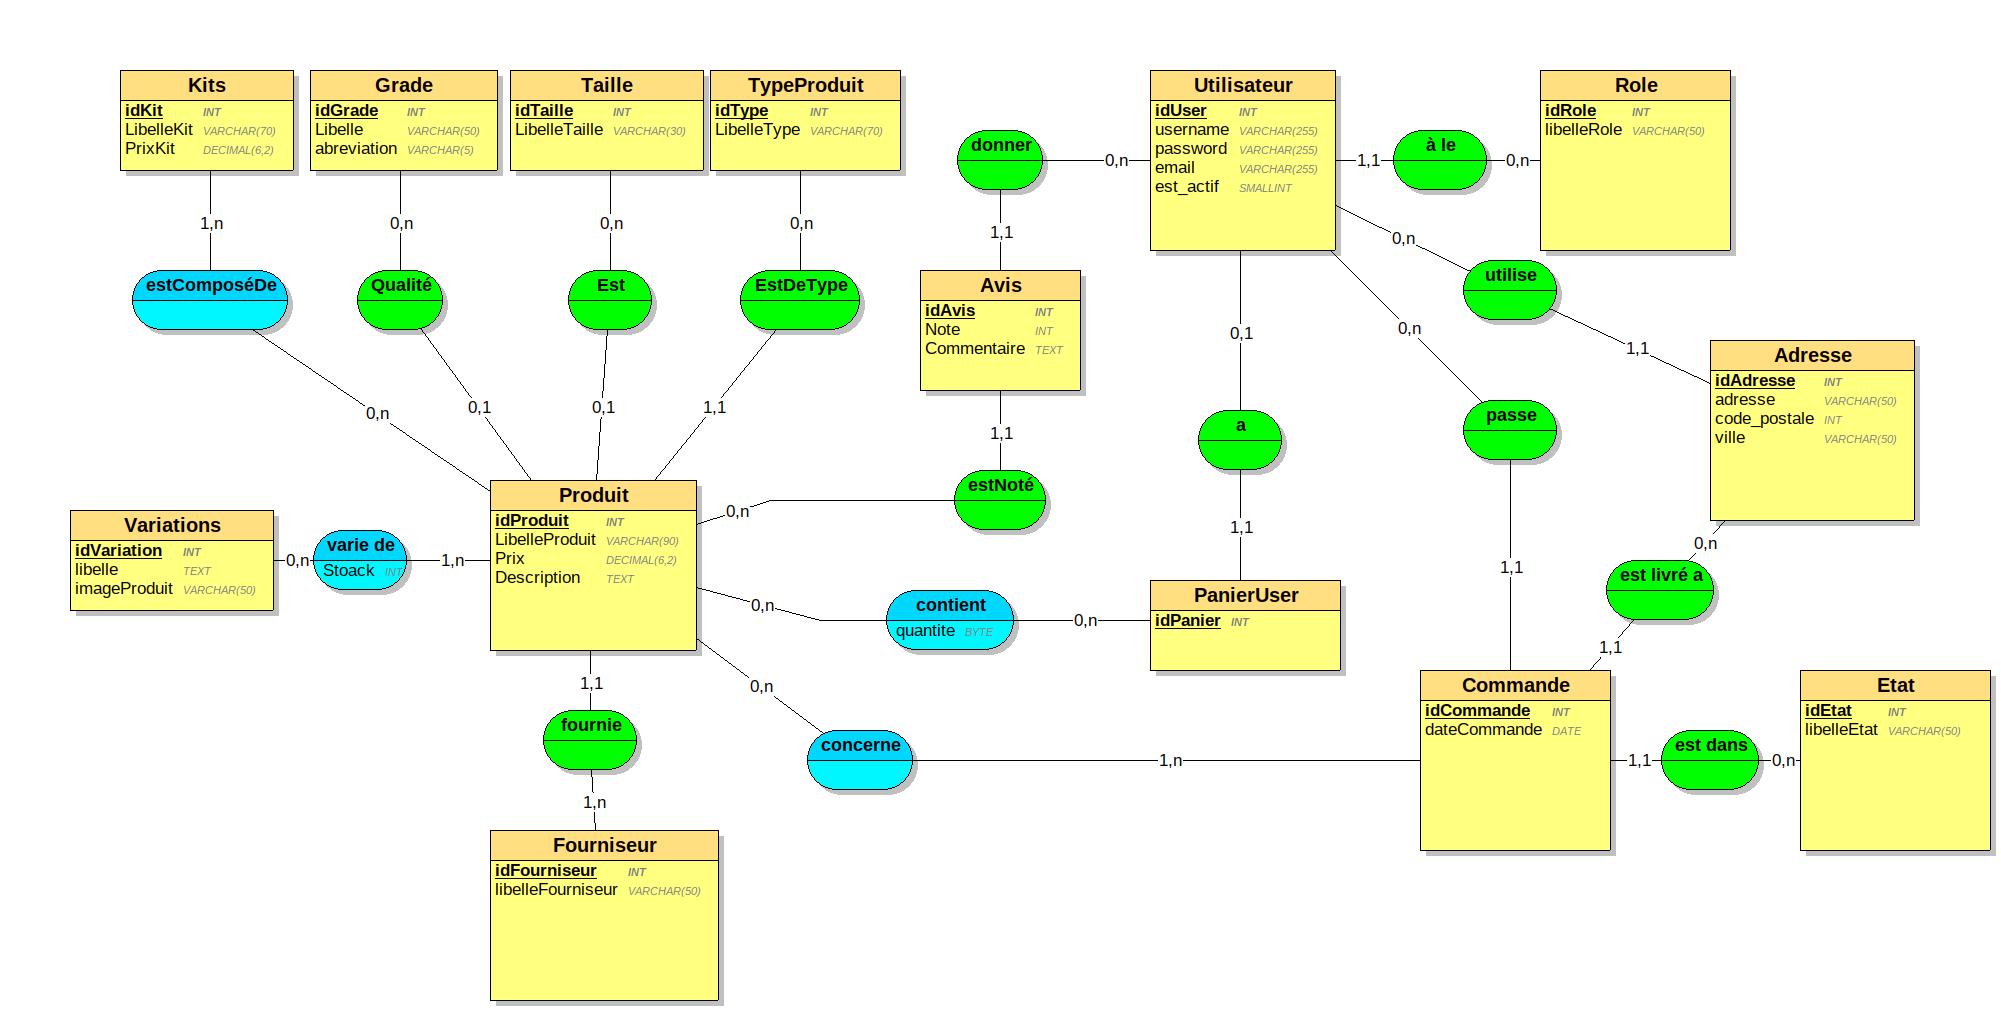 Kits
idKit INT
LibelleKit VARCHAR(70)
PrixKit DECIMAL(6,2)
Grade
idGrade INT
Libelle VARCHAR(50)
abreviation VARCHAR(5)
Taille
idTaille INT
LibelleTaille VARCHAR(30)
TypeProduit
idType INT
LibelleType VARCHAR(70)
Utilisateur
idUser INT
username VARCHAR(255)
password VARCHAR(255)
email VARCHAR(255)
est_actif SMALLINT
Role
idRole INT
libelleRole VARCHAR(50)
donner
0,n
1,1
à le
0,n
1,1
1,n
0,n
0,n
0,n
0,n
utilise
1,1
estComposéDe
Qualité
Est
EstDeType
Avis
idAvis INT
Note INT
Commentaire TEXT
0,1
0,n
Adresse
idAdresse INT
adresse VARCHAR(50)
code_postale INT
ville VARCHAR(50)
0,n
0,1
0,1
1,1
1,1
a
passe
estNoté
0,n
Produit
idProduit INT
LibelleProduit VARCHAR(90)
Prix DECIMAL(6,2)
Description TEXT
Variations
idVariation INT
libelle TEXT
imageProduit VARCHAR(50)
0,n
varie de
Stoack INT
1,n
1,1
1,1
0,n
est livré a
1,1
0,n
contient
quantite BYTE
0,n
PanierUser
idPanier INT
1,1
fournie
1,n
0,n
concerne
1,n
Commande
idCommande INT
dateCommande DATE
1,1
est dans
0,n
Etat
idEtat INT
libelleEtat VARCHAR(50)
Fourniseur
idFourniseur INT
libelleFourniseur VARCHAR(50)